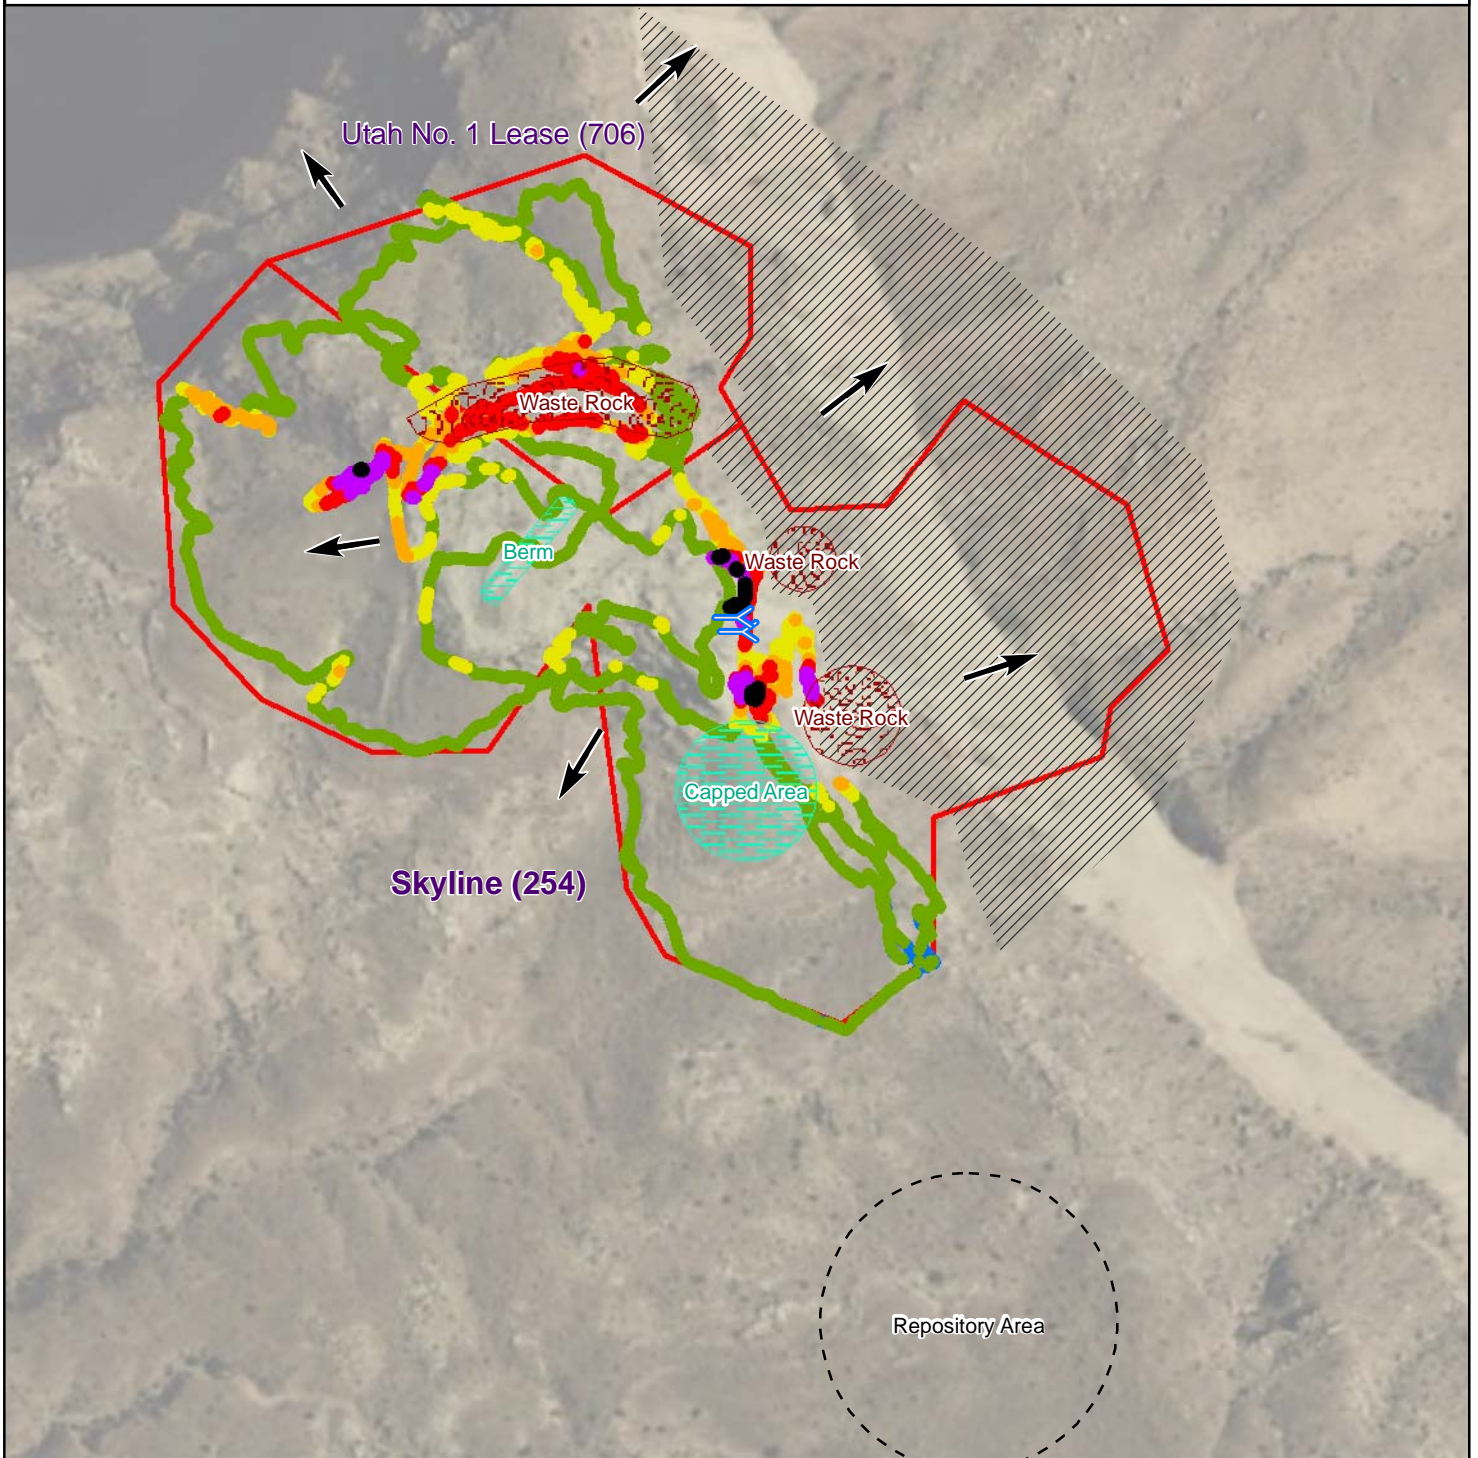 Utah No. 1 Lease (706)
Waste Rock
Berm
Waste Rock
Waste Rock
Capped Area
Skyline (254)
Repository Area